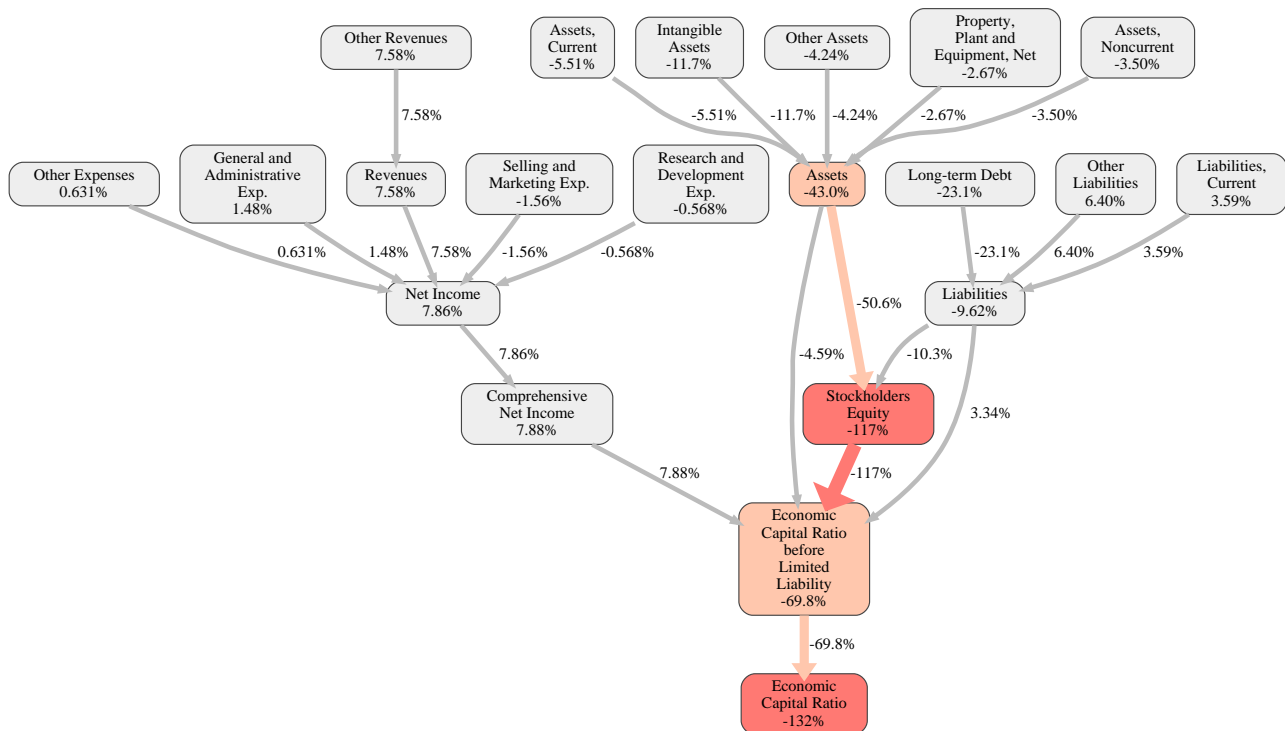 Other Revenues
7.58%
Assets,
Current
-5.51%
Intangible
Assets
-11.7%
Other Assets
-4.24%
Property,
Plant and
Equipment, Net
-2.67%
Assets,
Noncurrent
-3.50%
7.58%
-5.51%
-11.7%
-4.24%
-2.67%
-3.50%
Other Expenses
0.631%
General and
Administrative
Exp.
1.48%
Revenues
7.58%
Selling and
Marketing Exp.
-1.56%
Research and
Development
Exp.
-0.568%
Assets
-43.0%
Long-term Debt
-23.1%
Other
Liabilities
6.40%
Liabilities,
Current
3.59%
0.631%
1.48%
7.58%
-1.56%
-0.568%
-23.1%
6.40%
3.59%
Net Income
7.86%
-50.6%
Liabilities
-9.62%
7.86%
-4.59%
-10.3%
Comprehensive
Net Income
7.88%
Stockholders
Equity
-117%
3.34%
7.88%
-117%
Economic
Capital Ratio
before
Limited
Liability
-69.8%
-69.8%
Economic
Capital Ratio
-132%